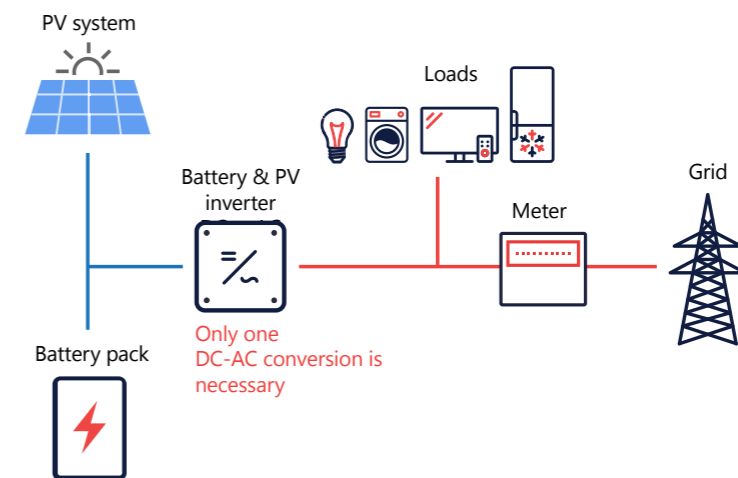 PV system
Loads
Battery & PV
inverter
Grid
Meter
Only one
DC-AC conversion is
necessary
Battery pack